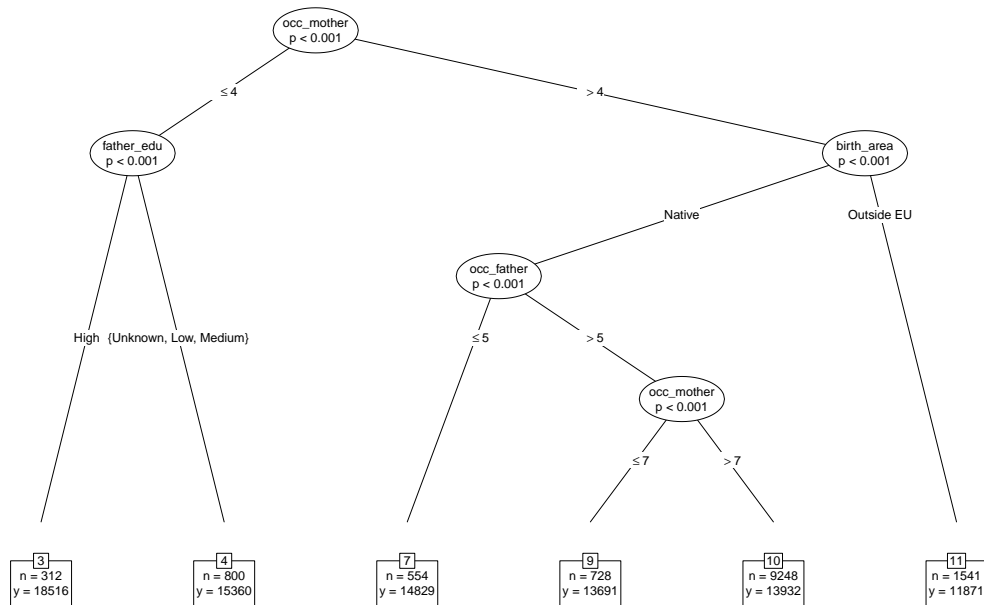 occ_mother
p < 0.001
≤ 4
> 4
father_edu
p < 0.001
birth_area
p < 0.001
Native
Outside EU
occ_father
p < 0.001
High
{Unknown, Low, Medium}
≤ 5
> 5
occ_mother
p < 0.001
≤ 7
> 7
3
n = 312
y = 18516
4
n = 800
y = 15360
7
n = 554
y = 14829
9
n = 728
y = 13691
10
n = 9248
y = 13932
11
n = 1541
y = 11871